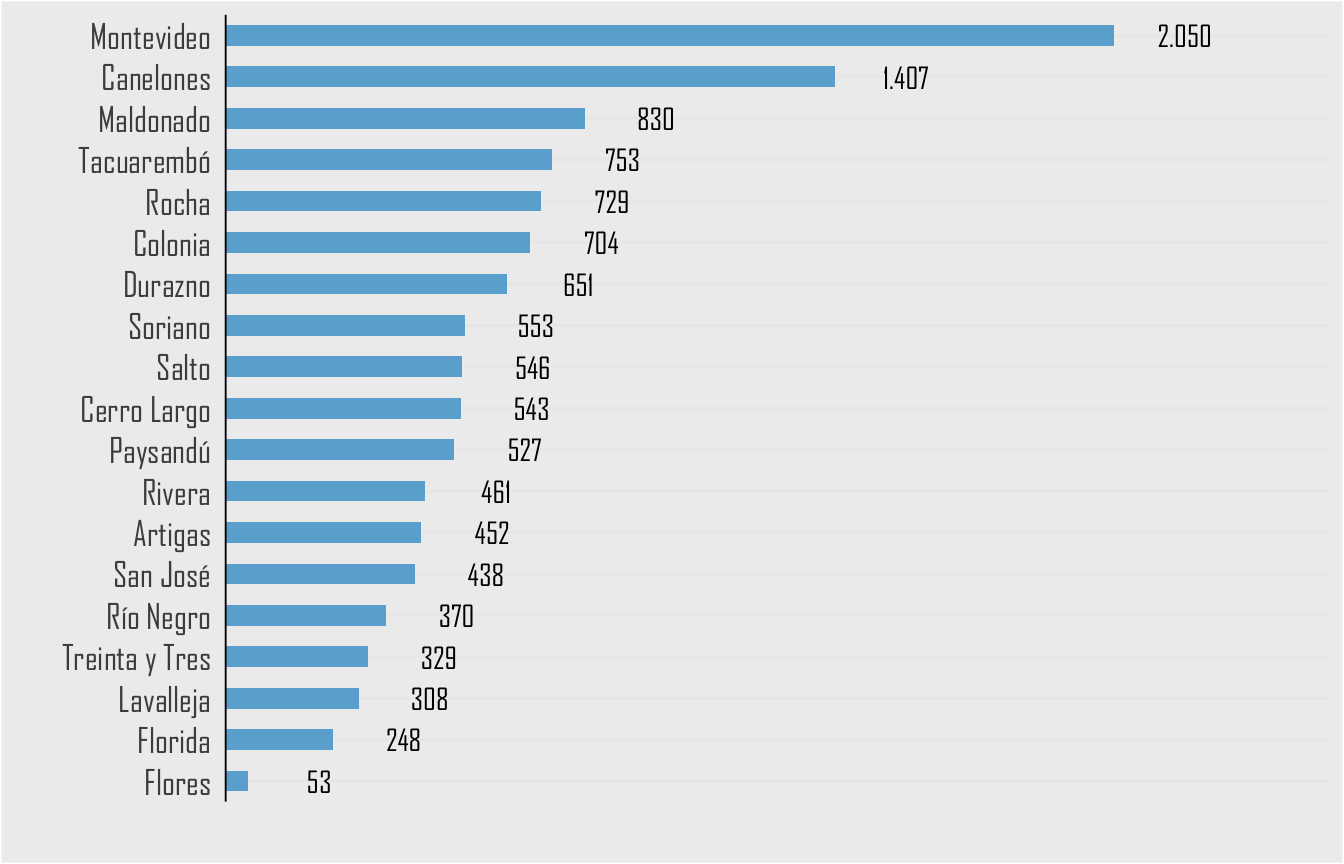 Montevideo 2.050
Canelones 1.407
Maldonado 830
Tacuarembó 753
Rocha 729
Colonia 704
Durazno 651
Soriano 553
Salto 546
Cerro Largo 543
Paysandú 527
Rivera 461
Artigas 452
San José 438
Río Negro 370
Treinta y Tres 329
Lavalleja 308
Florida 248
Flores 53